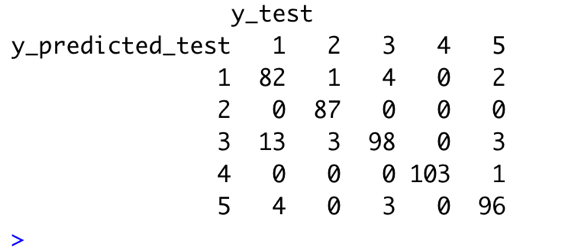 y_test
y_predicted_test 1 2 3 4 5
1 82 1 4 0 2
2 0 87 0 0 0
3 13 3 98 0 3
4 0 0 0 103 1
5 4 0 3 0 96
>